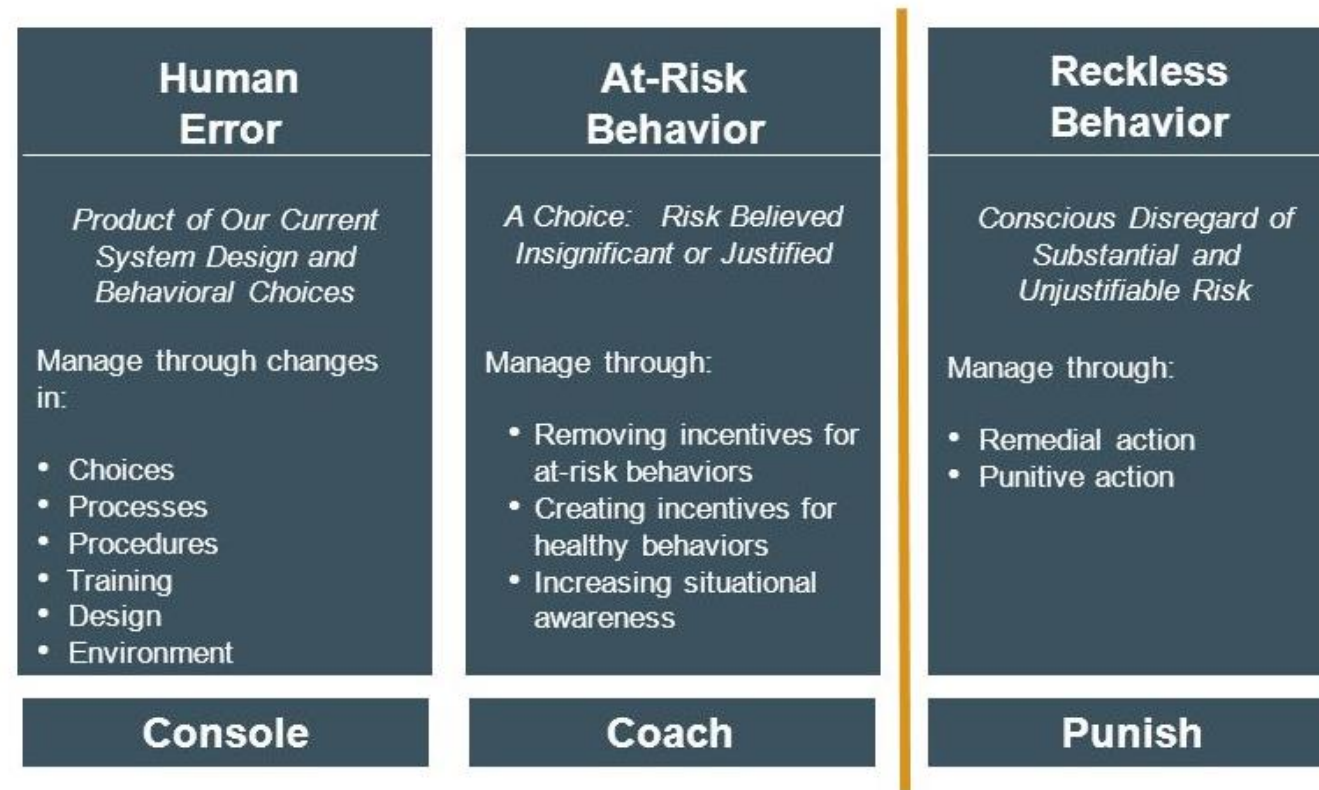 Human
Error
Product of Our Current
System Design and
Behavioral Choices
Manage through changes
in:
• Choices
• Processes
• Procedures
• Training
• Design
• Environment
Console
At-Risk
Behavior
A Choice: Risk Believed
Insignificant or Justified
Manage through:
• Removing incentives for
at-risk behaviors
• Creating incentives for
healthy behaviors
• Increasing situational
awareness
Coach
Reckless
Behavior
Conscious Disregard of
Substantial and
Unjustifiable Risk
Manage through:
• Remedial action
• Punitive action
Punish